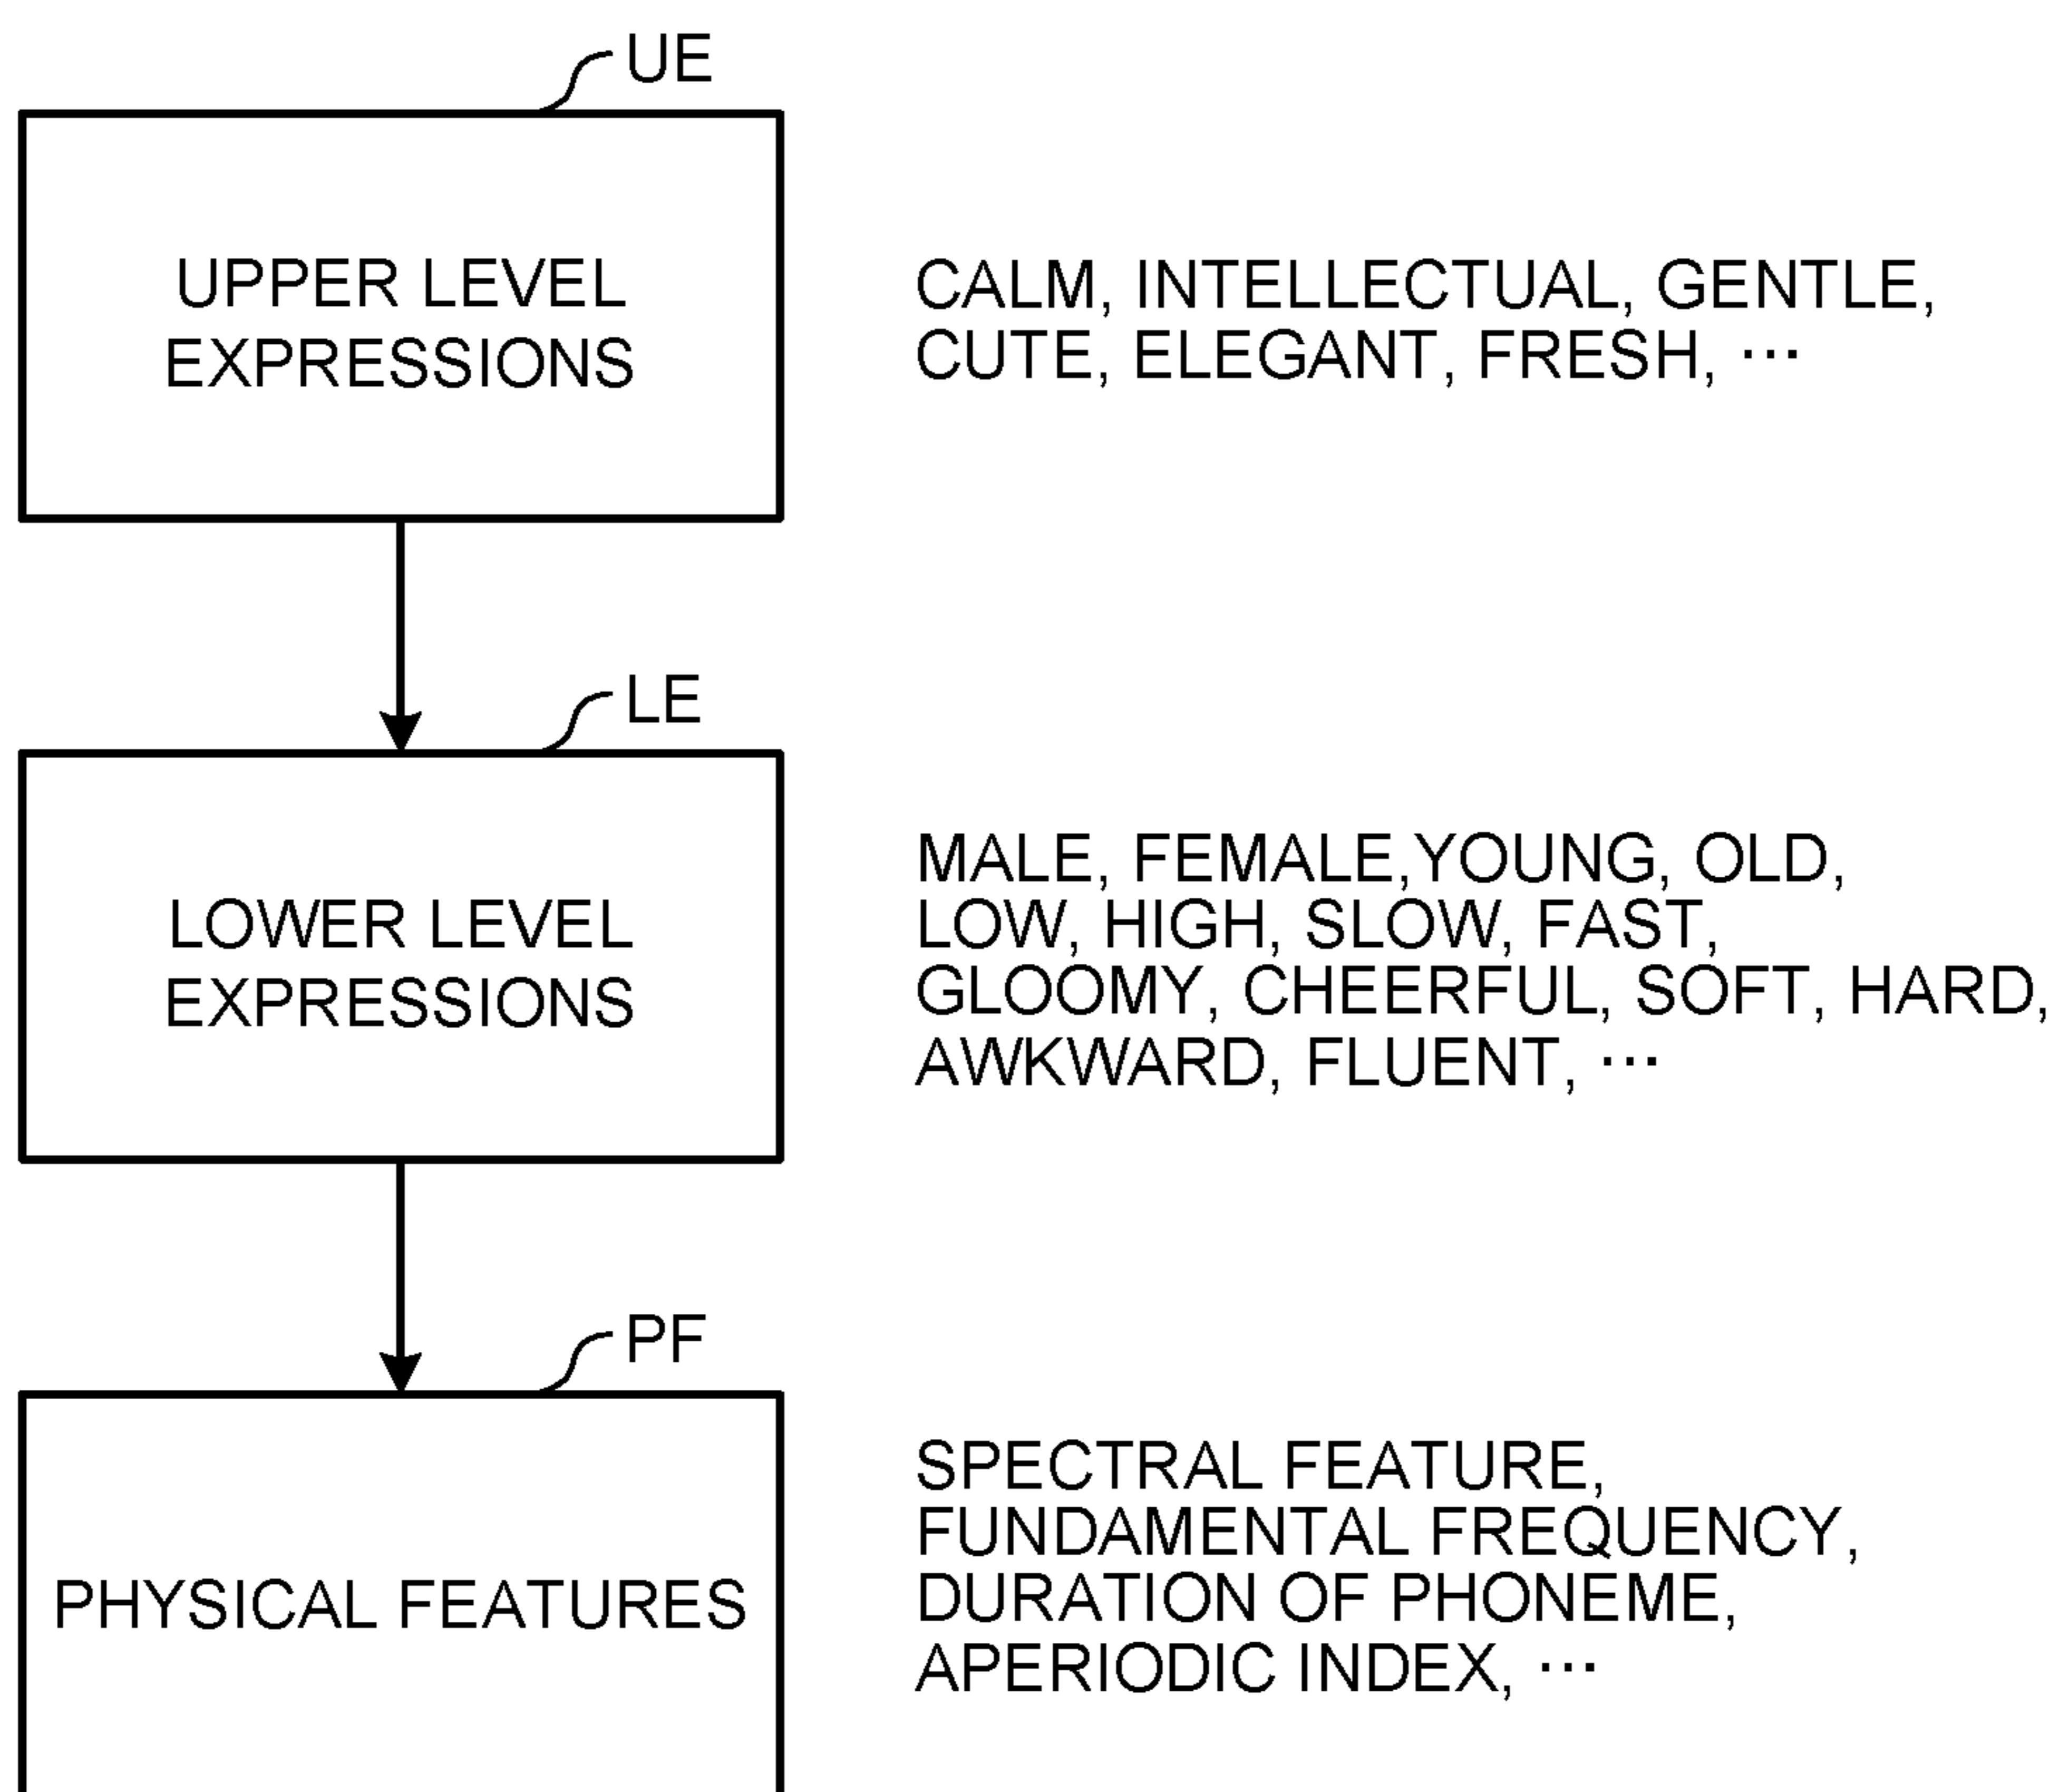 UE
UPPER LEVEL
EXPRESSIONS
CALM, INTELLECTUAL, GENTLE,
CUTE, ELEGANT, FRESH, ···
LE
LOWER LEVEL
EXPRESSIONS
MALE, FEMALE,YOUNG, OLD,
LOW, HIGH, SLOW, FAST,
GLOOMY, CHEERFUL, SOFT, HARD,
AWKWARD, FLUENT, ···
PF
PHYSICAL FEATURES
SPECTRAL FEATURE,
FUNDAMENTAL FREQUENCY,
DURATION OF PHONEME,
APERIODIC INDEX, ···